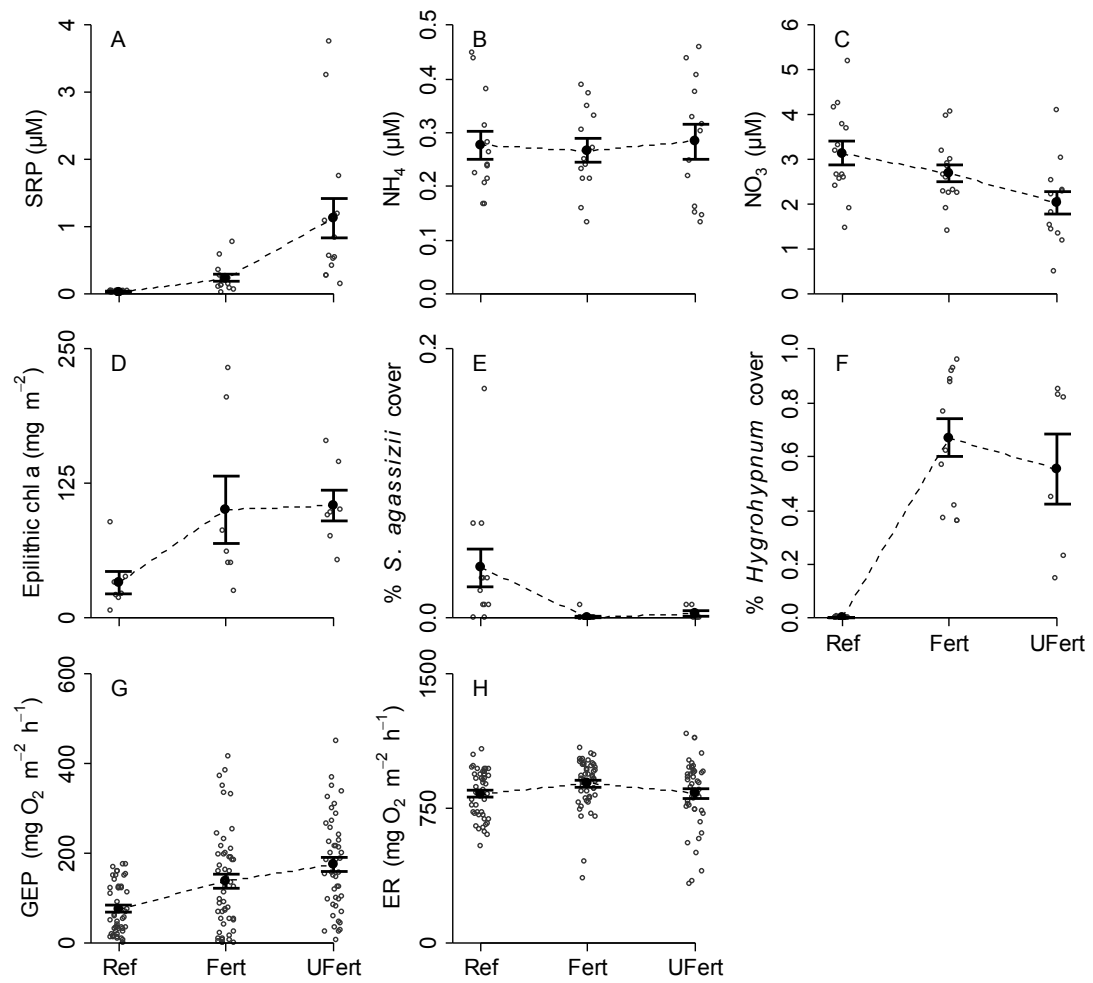 A
SRP (μM)
0
1
2
3
4
B
NH4 (μM)
0.0
0.1
0.2
0.3
0.4
0.5
C
NO3 (μM)
0
1
2
3
4
5
6
D
Epilithic chl a (mg m−2)
0
125
250
E
% S. agassizii cover
0.0
0.2
F
% Hygrohypnum cover
0.0
0.2
0.4
0.6
0.8
1.0
Ref Fert UFert
G
GEP (mg O2 m−2 h−1)
0
200
400
600
Ref Fert UFert
H
ER (mg O2 m−2 h−1)
0
750
1500
Ref Fert UFert